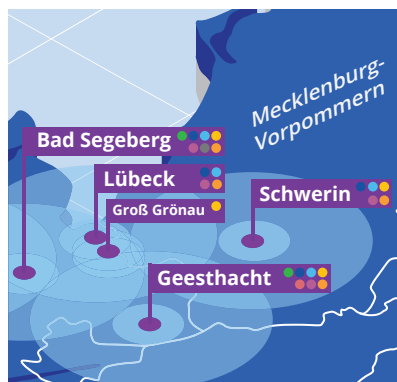 Mecklenburg-
Vorpommern
Bad Segeberg
Lübeck
Schwerin
Groß Grönau
Geesthacht